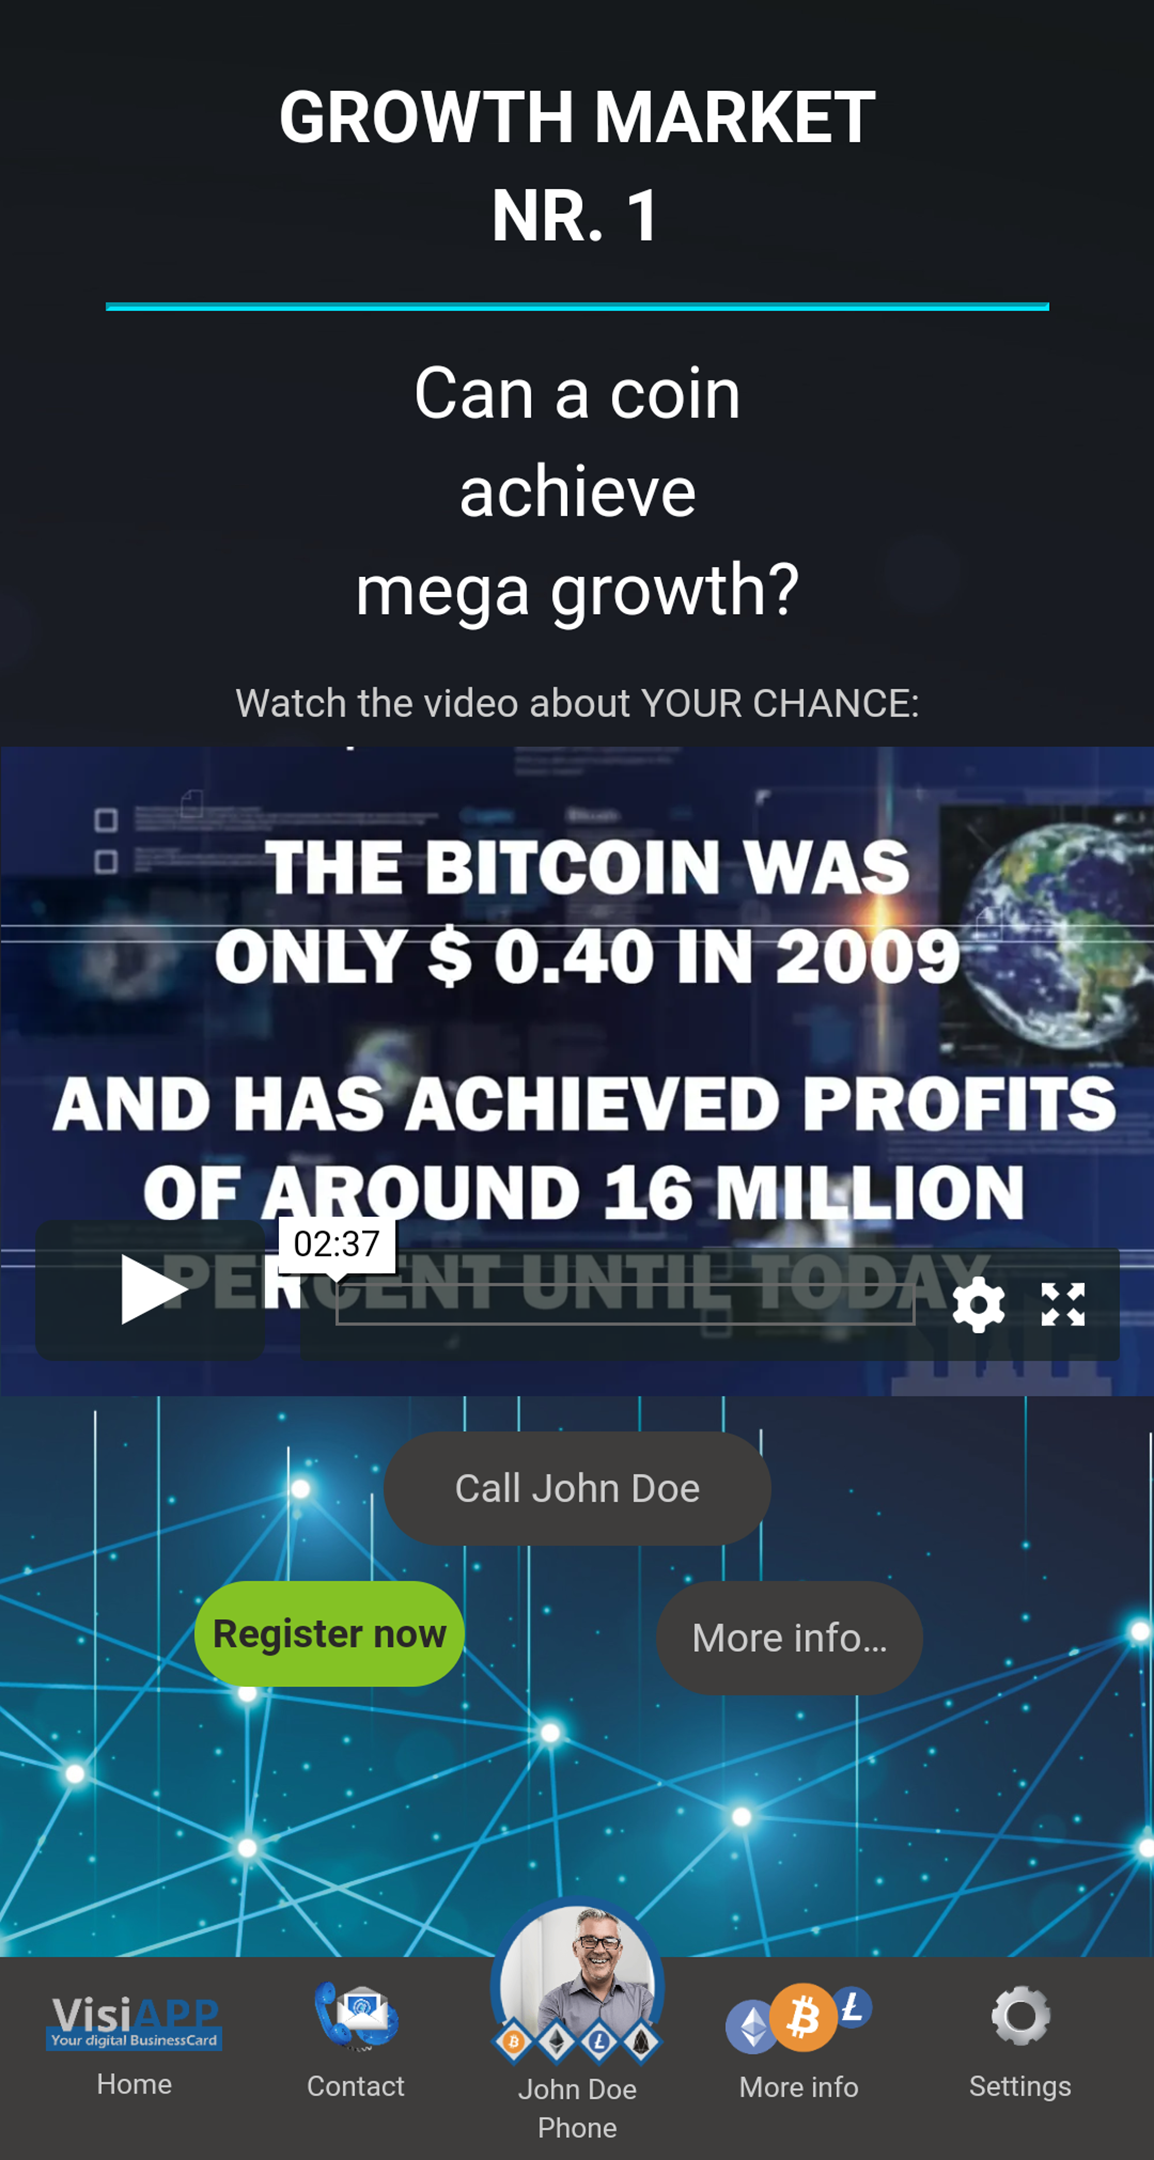 GROWTH MARKET
NR. 1
Can a coin
achieve
mega growth?
Watch the video about YOUR CHANCE:
THE BITCOIN WAS
ONLY $ 0.40 IN 2009
AND HAS ACHIEVED PROFITS
OF AROUND 16 MILLION
PERCENT UNTIL TODAY
02:37
Call John Doe
Register now
More info...
VisiAPP
Your digital BusinessCard
Home
Contact
John Doe
Phone
More info
Settings